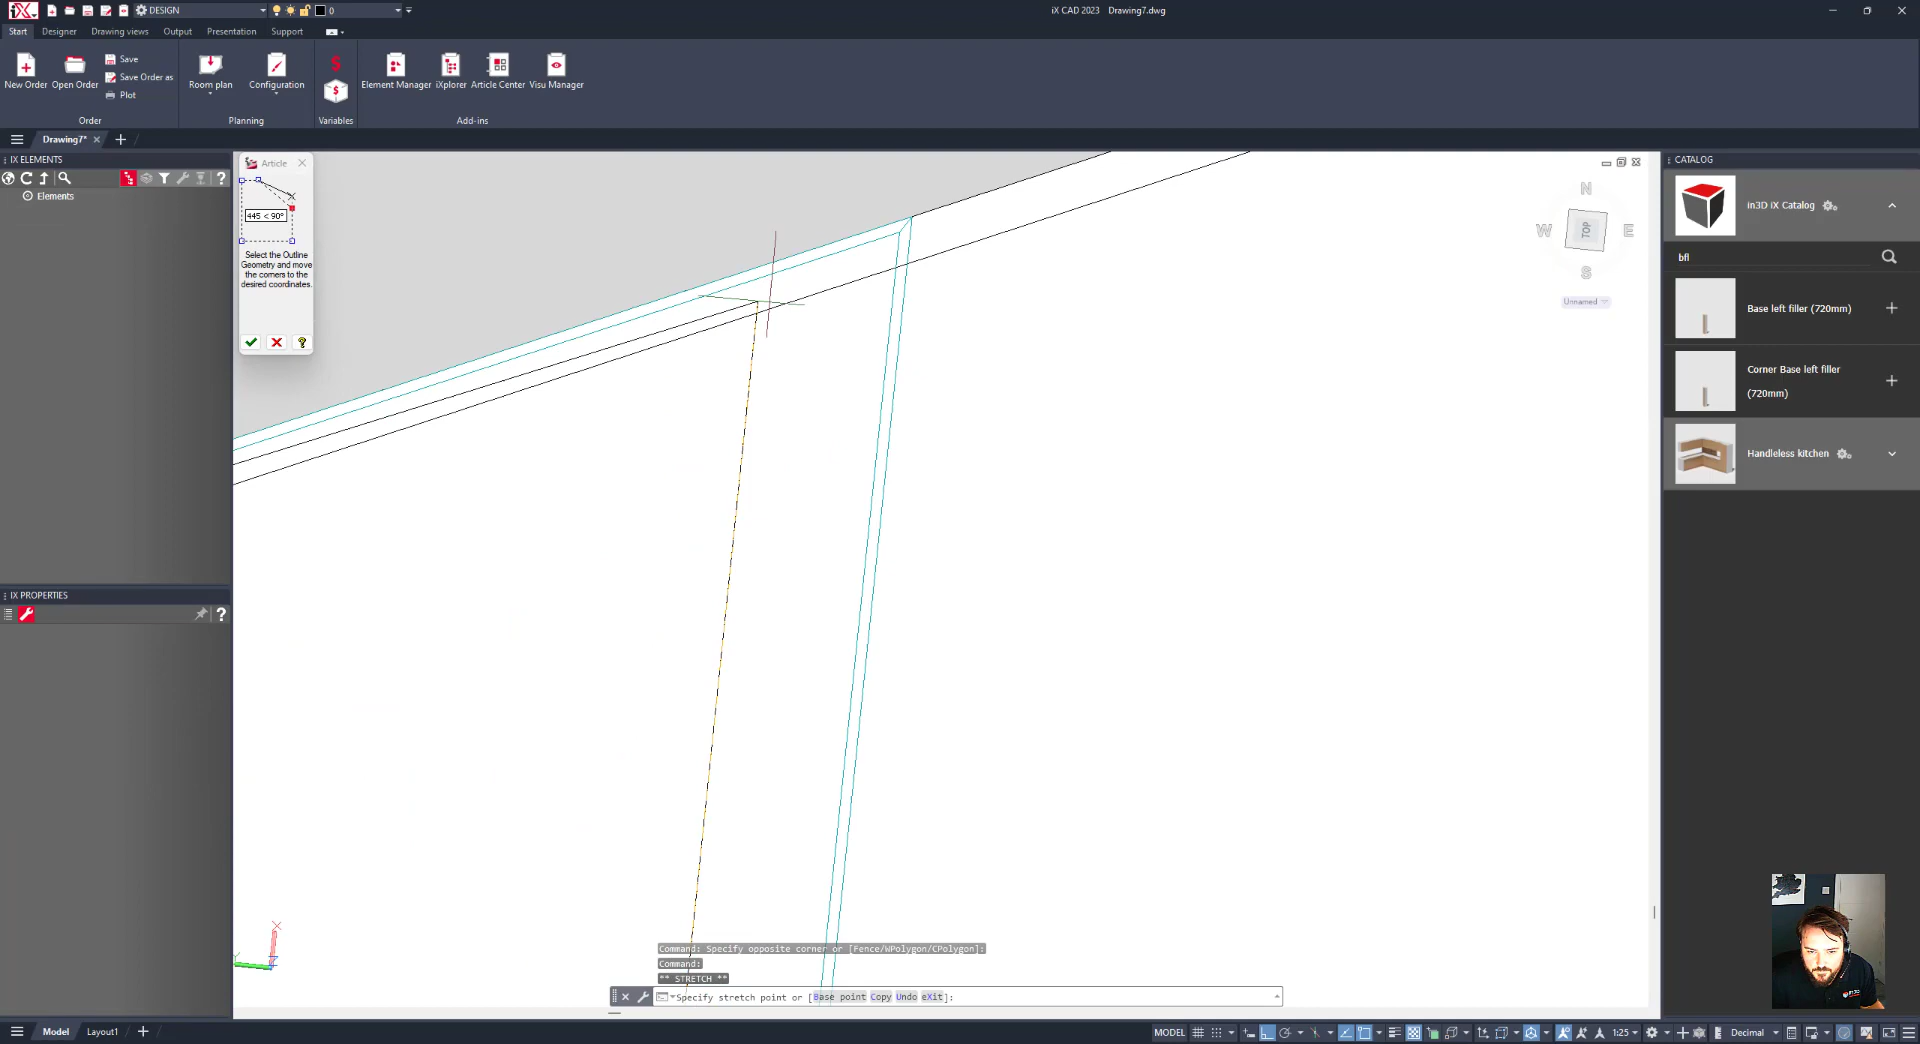 iX
DESIGN
0
iX CAD 2023 Drawing7.dwg
Start Designer Drawing views Output Presentation Support
New Order
Open Order
Save
Save Order as
Plot
Room plan
Configuration
Element Manager
iXplorer
Article Center
Visu Manager
Order
Planning
Variables
Add-ins
Drawing7*
IX ELEMENTS
Elements
IX PROPERTIES
Article
445 < 90°
Select the Outline
Geometry and move
the corners to the
desired coordinates.
N
W TOP E
S
Unnamed
CATALOG
in3D iX Catalog
bfl
Base left filler (720mm)
Corner Base left filler
(720mm)
Handleless kitchen
X
Command: Specify opposite corner or [Fence/WPolygon/CPolygon]:
Command:
** STRETCH **
Specify stretch point or [Base point Copy Undo eXit]:
Model Layout1
MODEL
1:25
Decimal